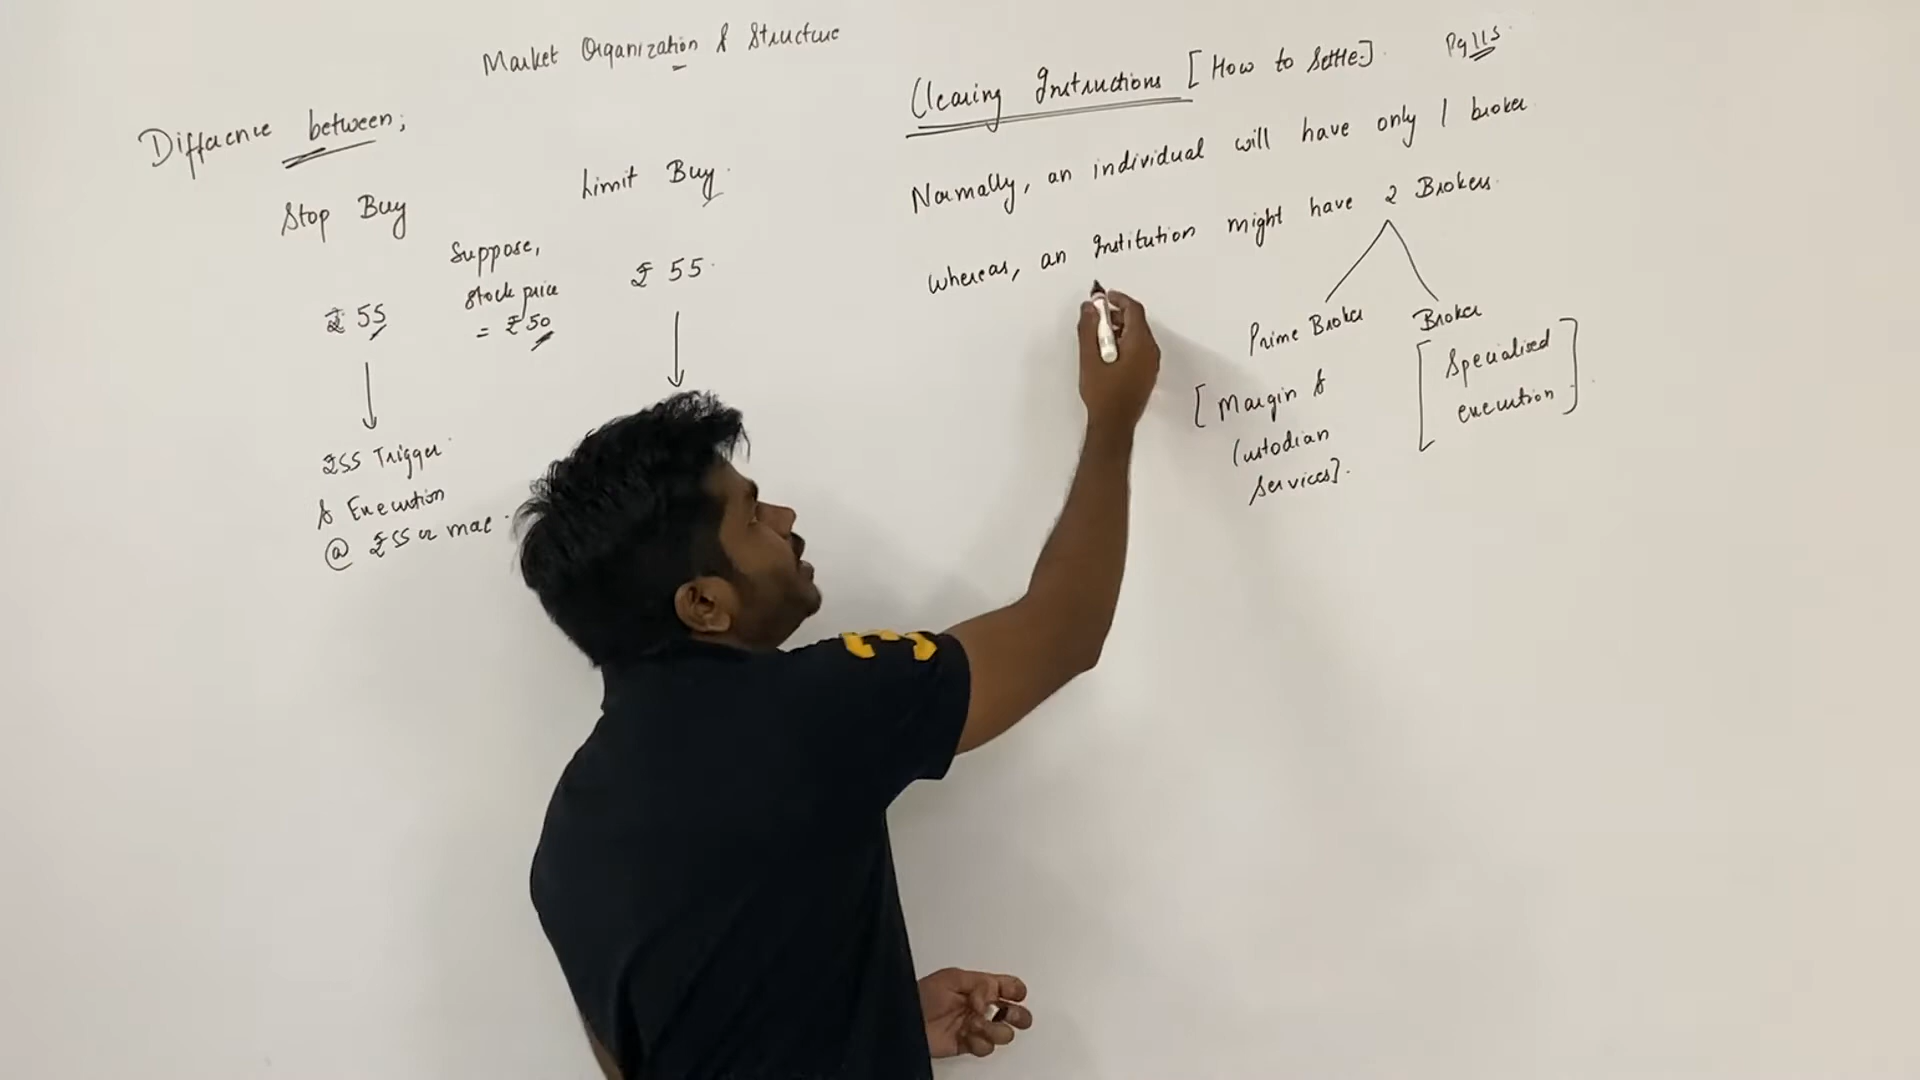 Market Organization & Structure
Difference between;
Stop Buy
Limit Buy
Suppose,
Stock price
= ₹50
₹ 55
₹ 55
₹55 Trigger
& Execution
@ ₹55 or mac
Clearing Instructions [How to Settle]
Pg 115
Normally, an individual will have only 1 broker
whereas, an Institution might have 2 Brokers
Prime Broker
Broker
[Margin &
Custodian
Services].
[Specialised
execution]